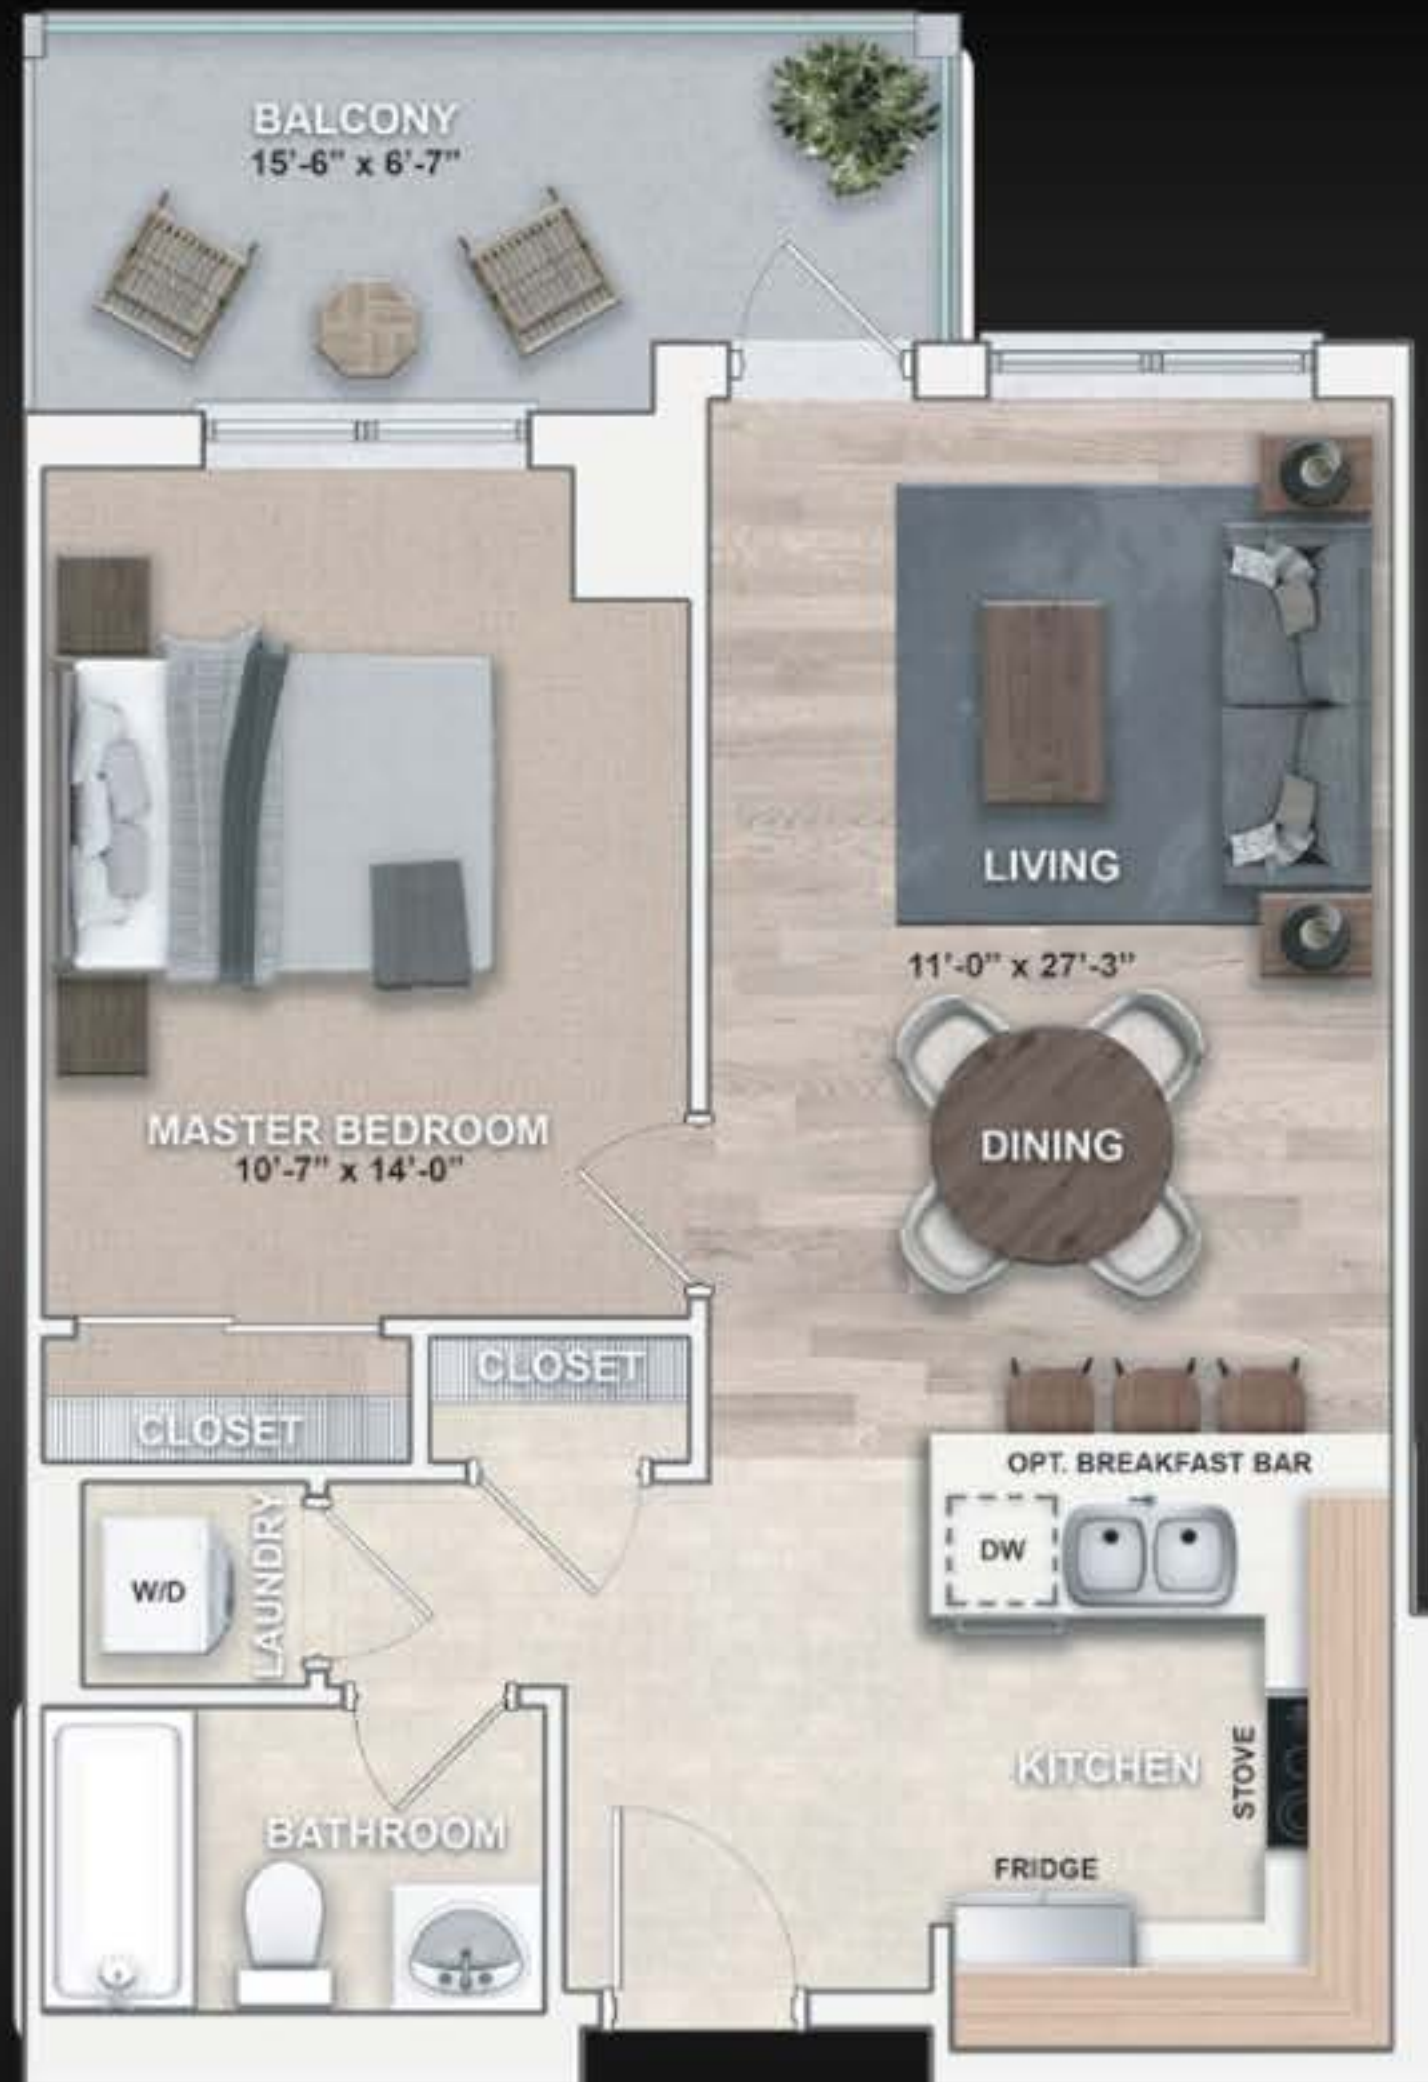 BALCONY
15'-6" x 6'-7"
LIVING
11'-0" x 27'-3"
DINING
MASTER BEDROOM
10'-7" x 14'-0"
CLOSET
CLOSET
OPT. BREAKFAST BAR
DW
LAUNDRY
W/D
KITCHEN
STOVE
BATHROOM
FRIDGE